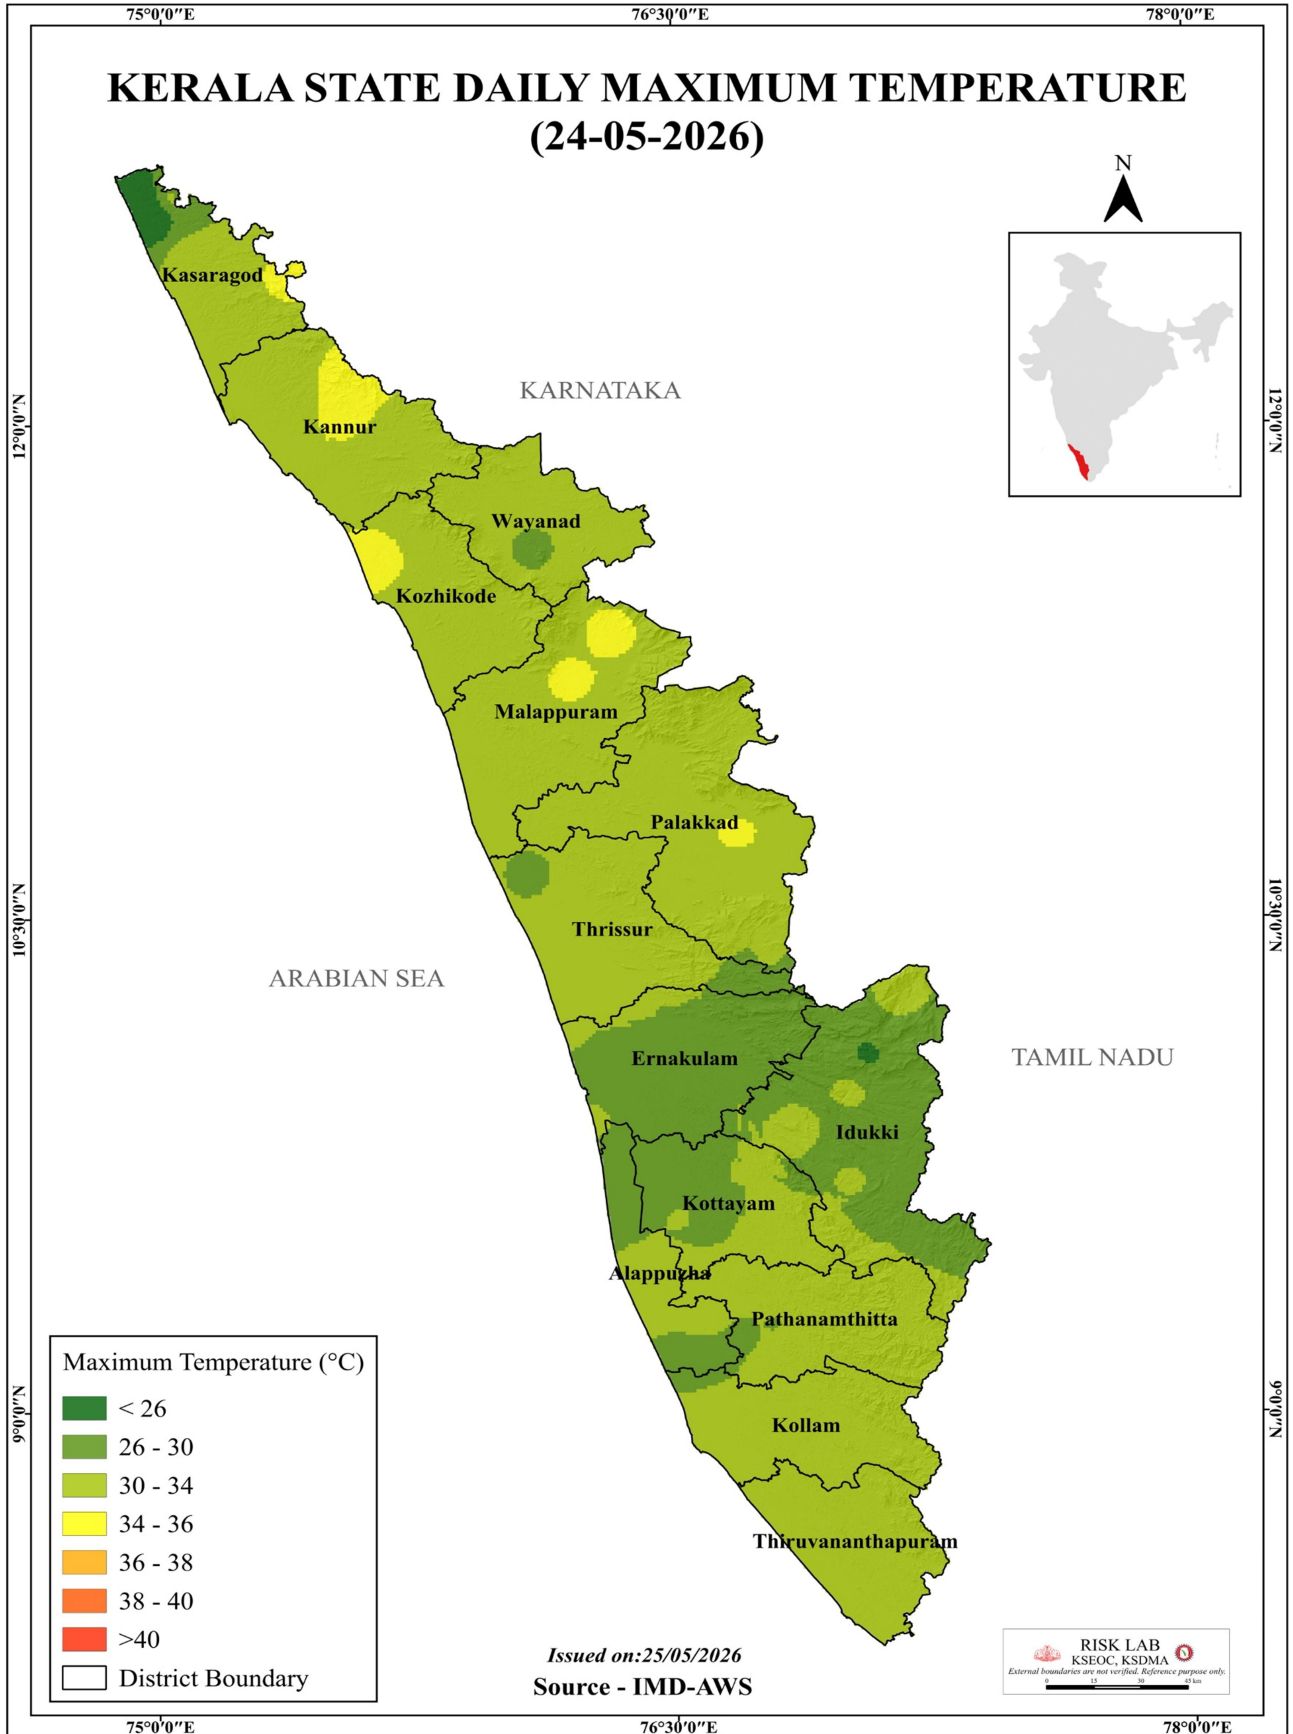 75°0'0"E
76°30'0"E
78°0'0"E
KERALA STATE DAILY MAXIMUM TEMPERATURE
(24-05-2026)
N
Kasaragod
KARNATAKA
12°0'0"N
12°0'0"N
Kannur
Wayanad
Kozhikode
Malappuram
Palakkad
10°30'0"N
10°30'0"N
Thrissur
ARABIAN SEA
Ernakulam
TAMIL NADU
Idukki
Kottayam
Alappuzha
Pathanamthitta
Kollam
Thiruvananthapuram
9°0'0"N
9°0'0"N
Maximum Temperature (°C)
< 26
26 - 30
30 - 34
34 - 36
36 - 38
38 - 40
>40
District Boundary
Issued on:25/05/2026
Source - IMD-AWS
RISK LAB
KSEOC, KSDMA
External boundaries are not verified. Reference purpose only.
0 15 30 45 km
75°0'0"E
76°30'0"E
78°0'0"E